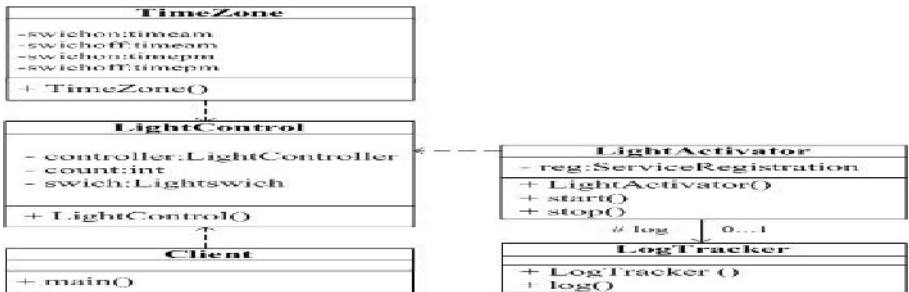 TimeZone
-swichon:timeam
-swichoff:timeam
-swichon:timepm
-swichoff:timepm
+ TimeZone()
LightControl
- controller:LightController
- count:int
- swich:Lightswich
+ LightControl()
Client
+ main()
LightActivator
- reg:ServiceRegistration
+ LightActivator()
+ start()
+ stop()
# log 0...1
LogTracker
+ LogTracker ()
+ log()